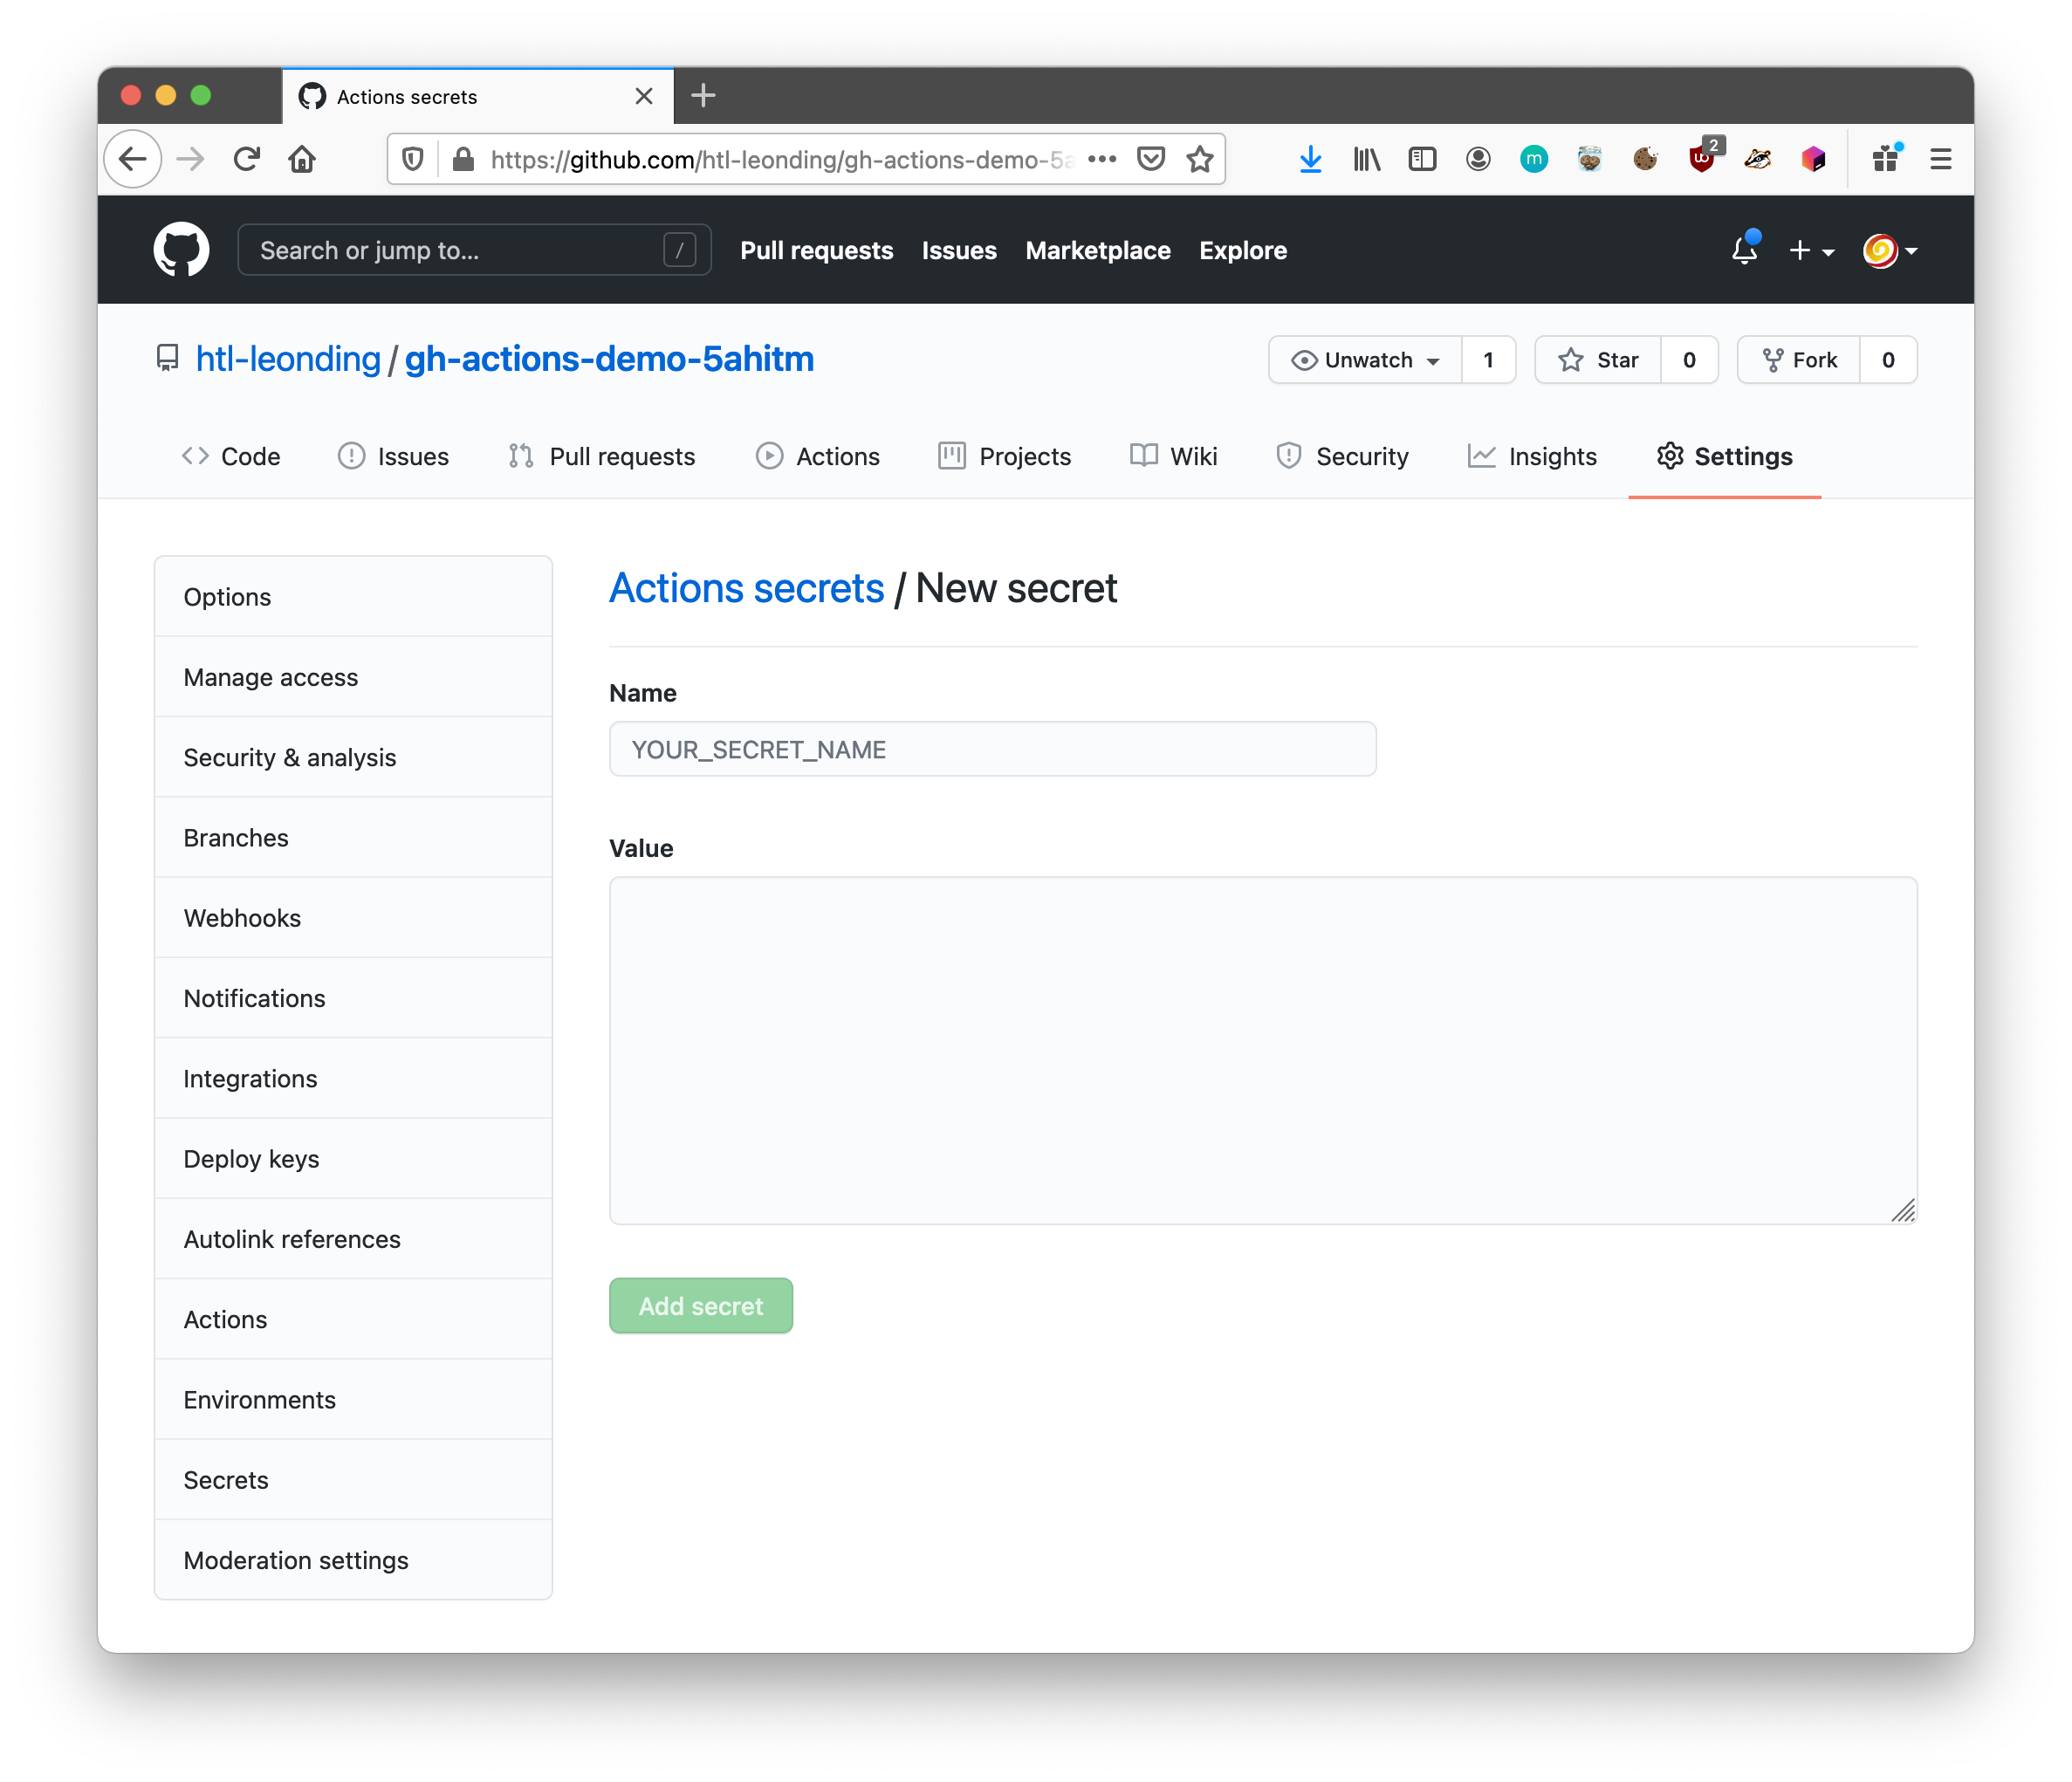 Actions secrets
https://github.com/htl-leonding/gh-actions-demo-5a
m
2
Search or jump to... /
Pull requests Issues Marketplace Explore
htl-leonding / gh-actions-demo-5ahitm
Unwatch 1 Star 0 Fork 0
Code Issues Pull requests Actions Projects Wiki Security Insights Settings
Options
Manage access
Security & analysis
Branches
Webhooks
Notifications
Integrations
Deploy keys
Autolink references
Actions
Environments
Secrets
Moderation settings
Actions secrets / New secret
Name
YOUR_SECRET_NAME
Value
Add secret